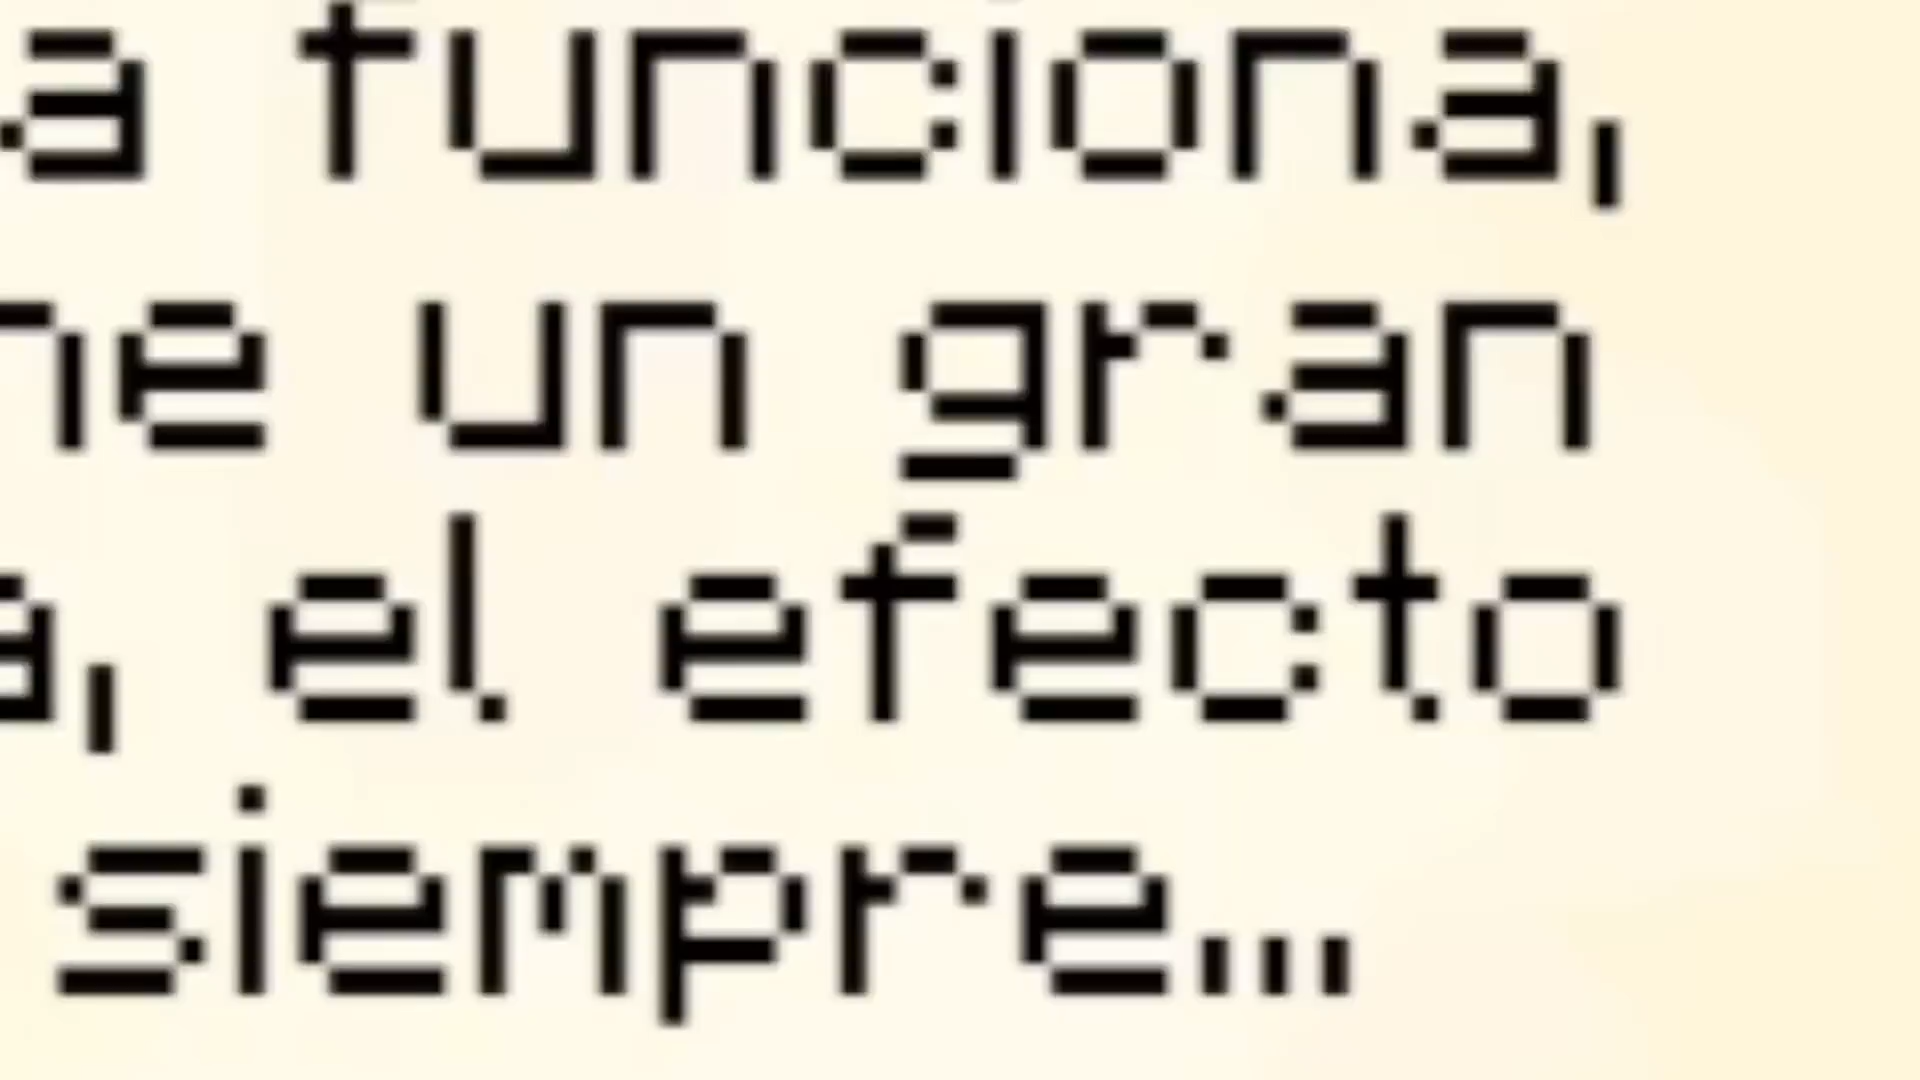 a funciona,
ne un gran
a, el efecto
siempre...